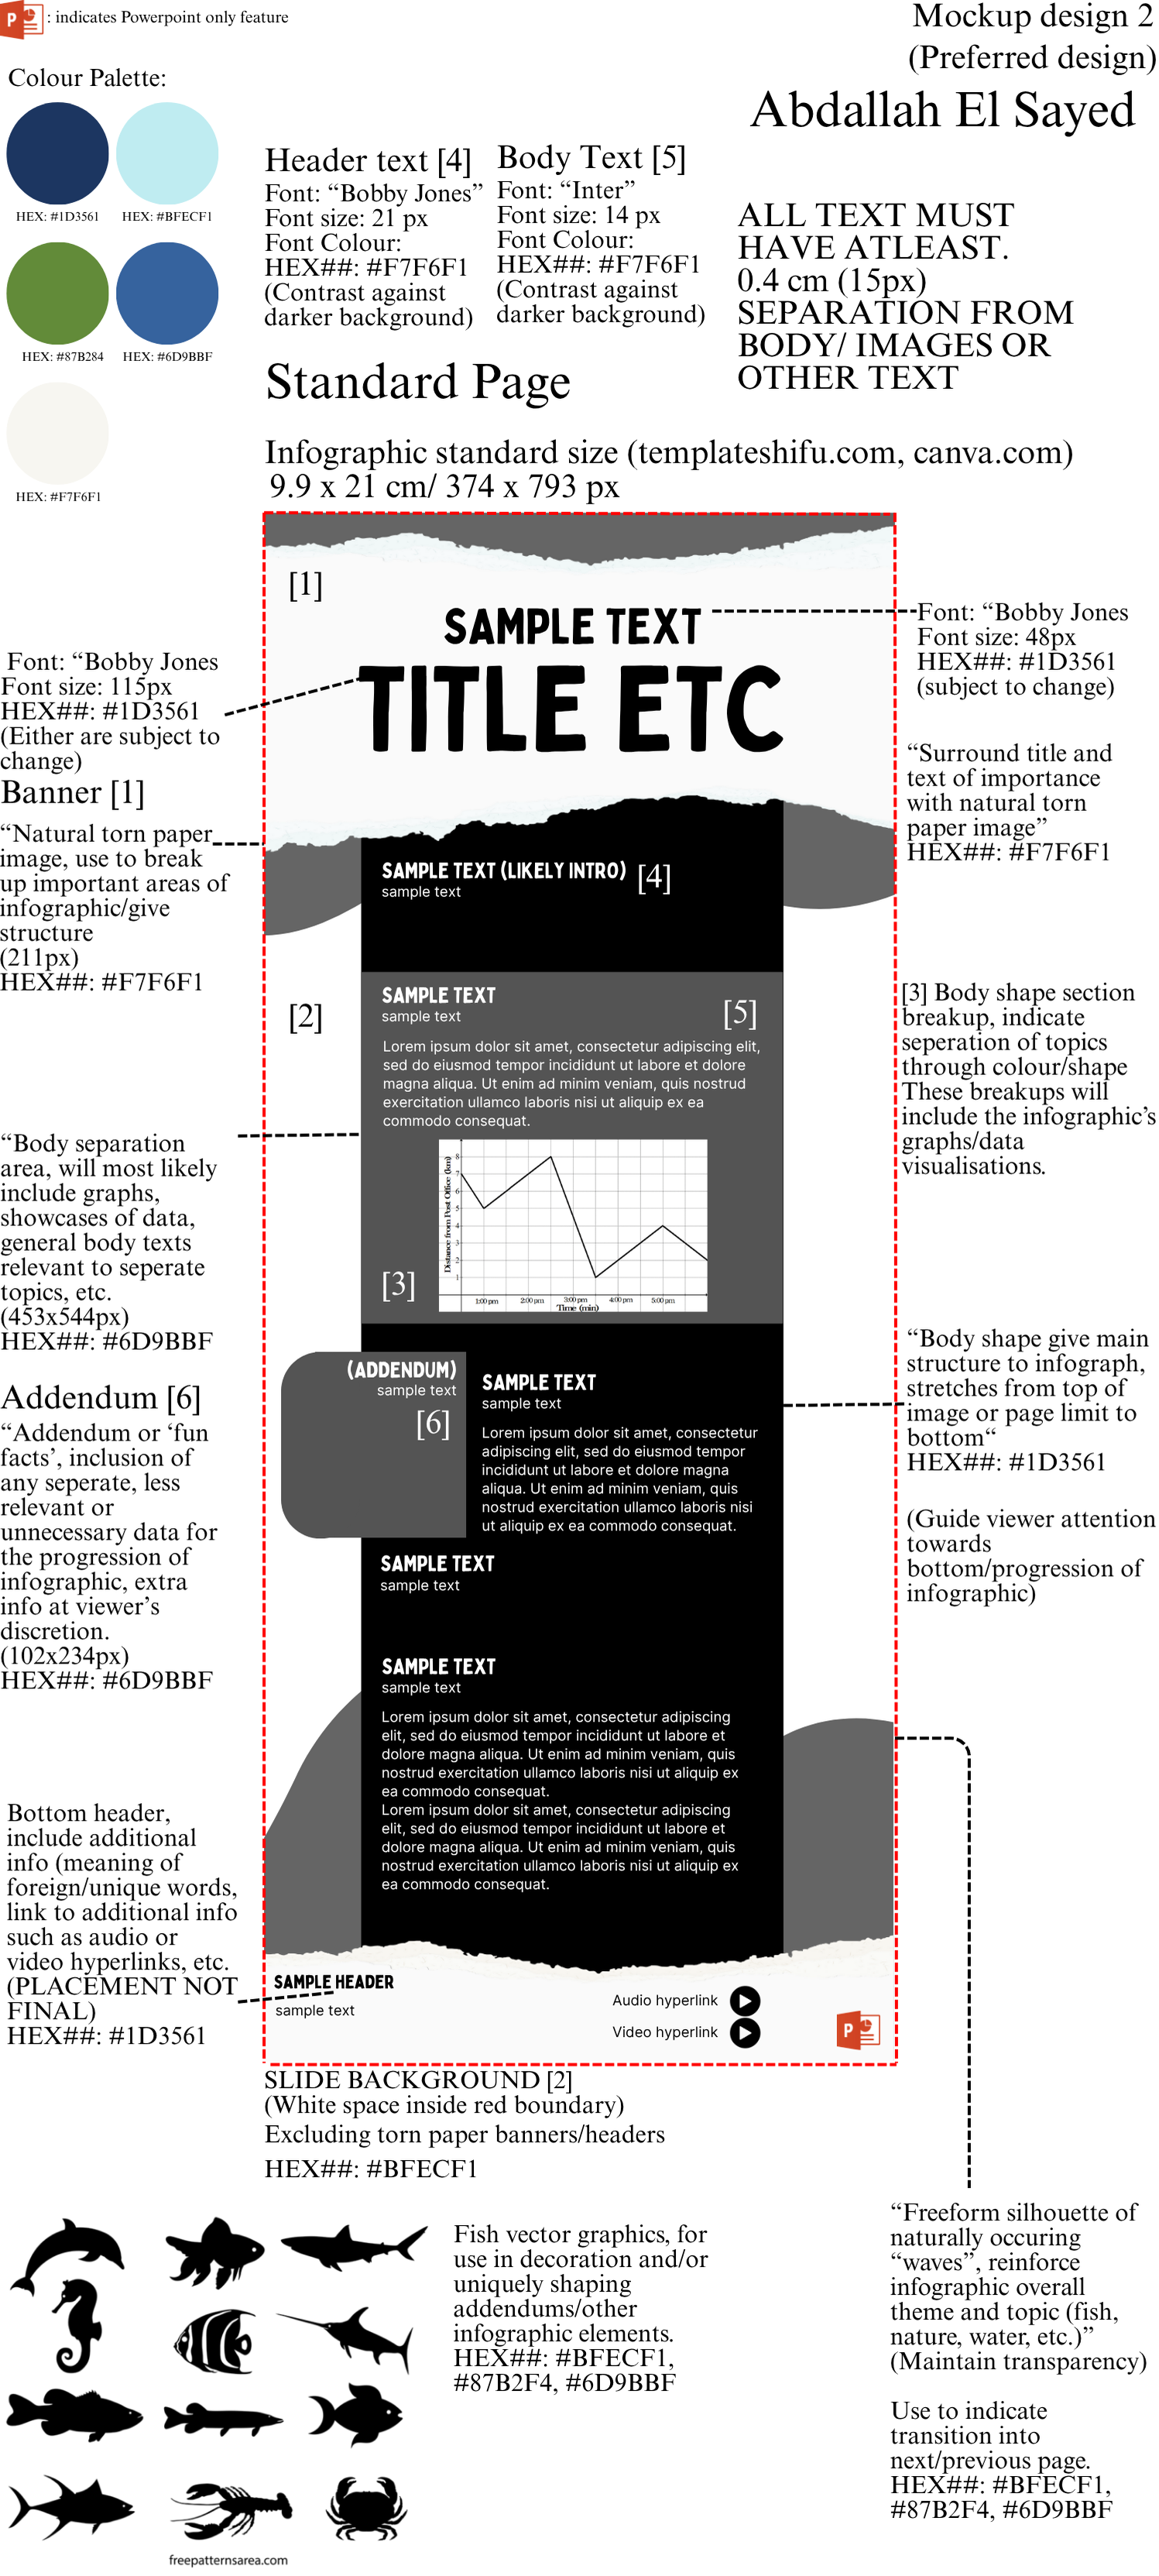 P : indicates Powerpoint only feature
Mockup design 2
(Preferred design)
Abdallah El Sayed
Colour Palette:
HEX: #1D3561
HEX: #BFECF1
HEX: #87B284
HEX: #6D9BBF
HEX: #F7F6F1
Header text [4]
Font: “Bobby Jones”
Font size: 21 px
Font Colour:
HEX##: #F7F6F1
(Contrast against
darker background)
Body Text [5]
Font: “Inter”
Font size: 14 px
Font Colour:
HEX##: #F7F6F1
(Contrast against
darker background)
ALL TEXT MUST
HAVE ATLEAST.
0.4 cm (15px)
SEPARATION FROM
BODY/ IMAGES OR
OTHER TEXT
Standard Page
Infographic standard size (templateshifu.com, canva.com)
9.9 x 21 cm/ 374 x 793 px
[1]
SAMPLE TEXT
TITLE ETC
Font: “Bobby Jones
Font size: 48px
HEX##: #1D3561
(subject to change)
Font: “Bobby Jones
Font size: 115px
HEX##: #1D3561
(Either are subject to
change)
Banner [1]
“Natural torn paper
image, use to break
up important areas of
infographic/give
structure
(211px)
HEX##: #F7F6F1
“Surround title and
text of importance
with natural torn
paper image”
HEX##: #F7F6F1
SAMPLE TEXT (LIKELY INTRO) [4]
sample text
[2]
SAMPLE TEXT
sample text
[5]
Lorem ipsum dolor sit amet, consectetur adipiscing elit,
sed do eiusmod tempor incididunt ut labore et dolore
magna aliqua. Ut enim ad minim veniam, quis nostrud
exercitation ullamco laboris nisi ut aliquip ex ea
commodo consequat.
[3] Body shape section
breakup, indicate
seperation of topics
through colour/shape
These breakups will
include the infographic’s
graphs/data
visualisations.
“Body separation
area, will most likely
include graphs,
showcases of data,
general body texts
relevant to seperate
topics, etc.
(453x544px)
HEX##: #6D9BBF
Distance from Post Office (km)
8
7
6
5
4
3
2
1
1:00 pm 2:00 pm 3:00 pm 4:00 pm 5:00 pm
Time (min)
[3]
Addendum [6]
“Addendum or ‘fun
facts’, inclusion of
any seperate, less
relevant or
unnecessary data for
the progression of
infographic, extra
info at viewer’s
discretion.
(102x234px)
HEX##: #6D9BBF
(ADDENDUM)
sample text
[6]
SAMPLE TEXT
sample text
Lorem ipsum dolor sit amet, consectetur
adipiscing elit, sed do eiusmod tempor
incididunt ut labore et dolore magna
aliqua. Ut enim ad minim veniam, quis
nostrud exercitation ullamco laboris nisi
ut aliquip ex ea commodo consequat.
“Body shape give main
structure to infograph,
stretches from top of
image or page limit to
bottom“
HEX##: #1D3561
(Guide viewer attention
towards
bottom/progression of
infographic)
SAMPLE TEXT
sample text
SAMPLE TEXT
sample text
Lorem ipsum dolor sit amet, consectetur adipiscing
elit, sed do eiusmod tempor incididunt ut labore et
dolore magna aliqua. Ut enim ad minim veniam, quis
nostrud exercitation ullamco laboris nisi ut aliquip ex
ea commodo consequat.
Lorem ipsum dolor sit amet, consectetur adipiscing
elit, sed do eiusmod tempor incididunt ut labore et
dolore magna aliqua. Ut enim ad minim veniam, quis
nostrud exercitation ullamco laboris nisi ut aliquip ex
ea commodo consequat.
Bottom header,
include additional
info (meaning of
foreign/unique words,
link to additional info
such as audio or
video hyperlinks, etc.
(PLACEMENT NOT
FINAL)
HEX##: #1D3561
SAMPLE HEADER
sample text
Audio hyperlink
Video hyperlink
P
SLIDE BACKGROUND [2]
(White space inside red boundary)
Excluding torn paper banners/headers
HEX##: #BFECF1
Fish vector graphics, for
use in decoration and/or
uniquely shaping
addendums/other
infographic elements.
HEX##: #BFECF1,
#87B2F4, #6D9BBF
“Freeform silhouette of
naturally occuring
“waves”, reinforce
infographic overall
theme and topic (fish,
nature, water, etc.)”
(Maintain transparency)
Use to indicate
transition into
next/previous page.
HEX##: #BFECF1,
#87B2F4, #6D9BBF
freepatternsarea.com